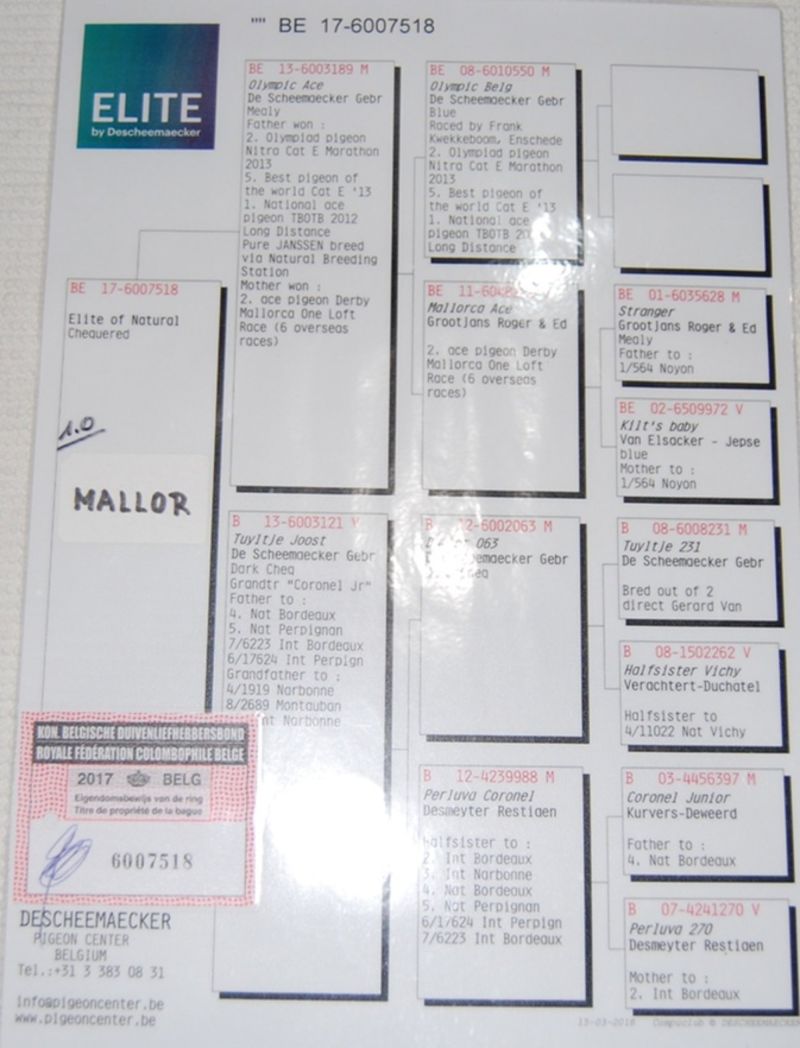 "" BE 17-6007518
ELITE
by Descheemaecker
BE 17-6007518
Elite of Natural
Chequered
1.0
MALLOR
BE 13-6003189 M
Olympic Ace
De Scheemaecker Gebr
Mealy
Father won :
2. Olympiad pigeon
Nitra Cat E Marathon
2013
5. Best pigeon of
the world Cat E '13
1. National ace
pigeon TBOTB 2012
Long Distance
Pure JANSSEN breed
via Natural Breeding
Station
Mother won :
2. ace pigeon Derby
Mallorca One Loft
Race (6 overseas
races)
B 13-6003121 V
Tuyltje Joost
De Scheemaecker Gebr
Dark Cheq
Grandtr "Coronel Jr"
Father to :
4. Nat Bordeaux
5. Nat Perpignan
7/6223 Int Bordeaux
6/17624 Int Perpign
Grandfather to :
4/1919 Narbonne
8/2689 Montauban
Int Narbonne
BE 08-6010550 M
Olympic Belg
De Scheemaecker Gebr
Blue
Raced by Frank
Kwekkeboom, Enschede
2. Olympiad pigeon
Nitra Cat E Marathon
2013
5. Best pigeon of
the world Cat E '13
1. National ace
pigeon TBOTB
Long Distance
BE
Mallorca Ace
Grootjans Roger & Ed
2. ace pigeon Derby
Mallorca One Loft
Race (6 overseas
races)
B 12-6002063 M
063
Gebr
B 12-4239988 M
Perluva Coronel
Desmeyter Restiaen
Halfsister to :
2. Int Bordeaux
3. Int Narbonne
4. Nat Bordeaux
5. Nat Perpignan
6/17624 Int Perpign
7/6223 Int Bordeaux
BE 01-6035628 M
Stranger
Grootjans Roger & Ed
Mealy
Father to :
1/564 Noyon
BE 02-6509972 V
Kilt's baby
Van Elsacker - Jepse
blue
Mother to :
1/564 Noyon
B 08-6008231 M
Tuyltje 231
De Scheemaecker Gebr
Bred out of 2
direct Gerard Van
B 08-1502262 V
Halfsister Vichy
Verachtert-Duchatel
Halfsister to
4/11022 Nat Vichy
B 03-4456397 M
Coronel Junior
Kurvers-Deweerd
Father to :
4. Nat Bordeaux
B 07-4241270 V
Perluva 270
Desmeyter Restiaen
Mother to :
2. Int Bordeaux
KON. BELGISCHE DUIVENLIEFHEBBERSBOND
ROYALE FÉDÉRATION COLOMBOPHILE BELGE
2017 BELG
Eigendomsbewijs van de ring
Titre de propriété de la bague
6007518
DESCHEEMAECKER
PIGEON CENTER
BELGIUM
Tel.:+31 3 383 08 31
info@pigeoncenter.be
www.pigeoncenter.be
13-03-2018 Compuclub © DESCHEEMAECKER